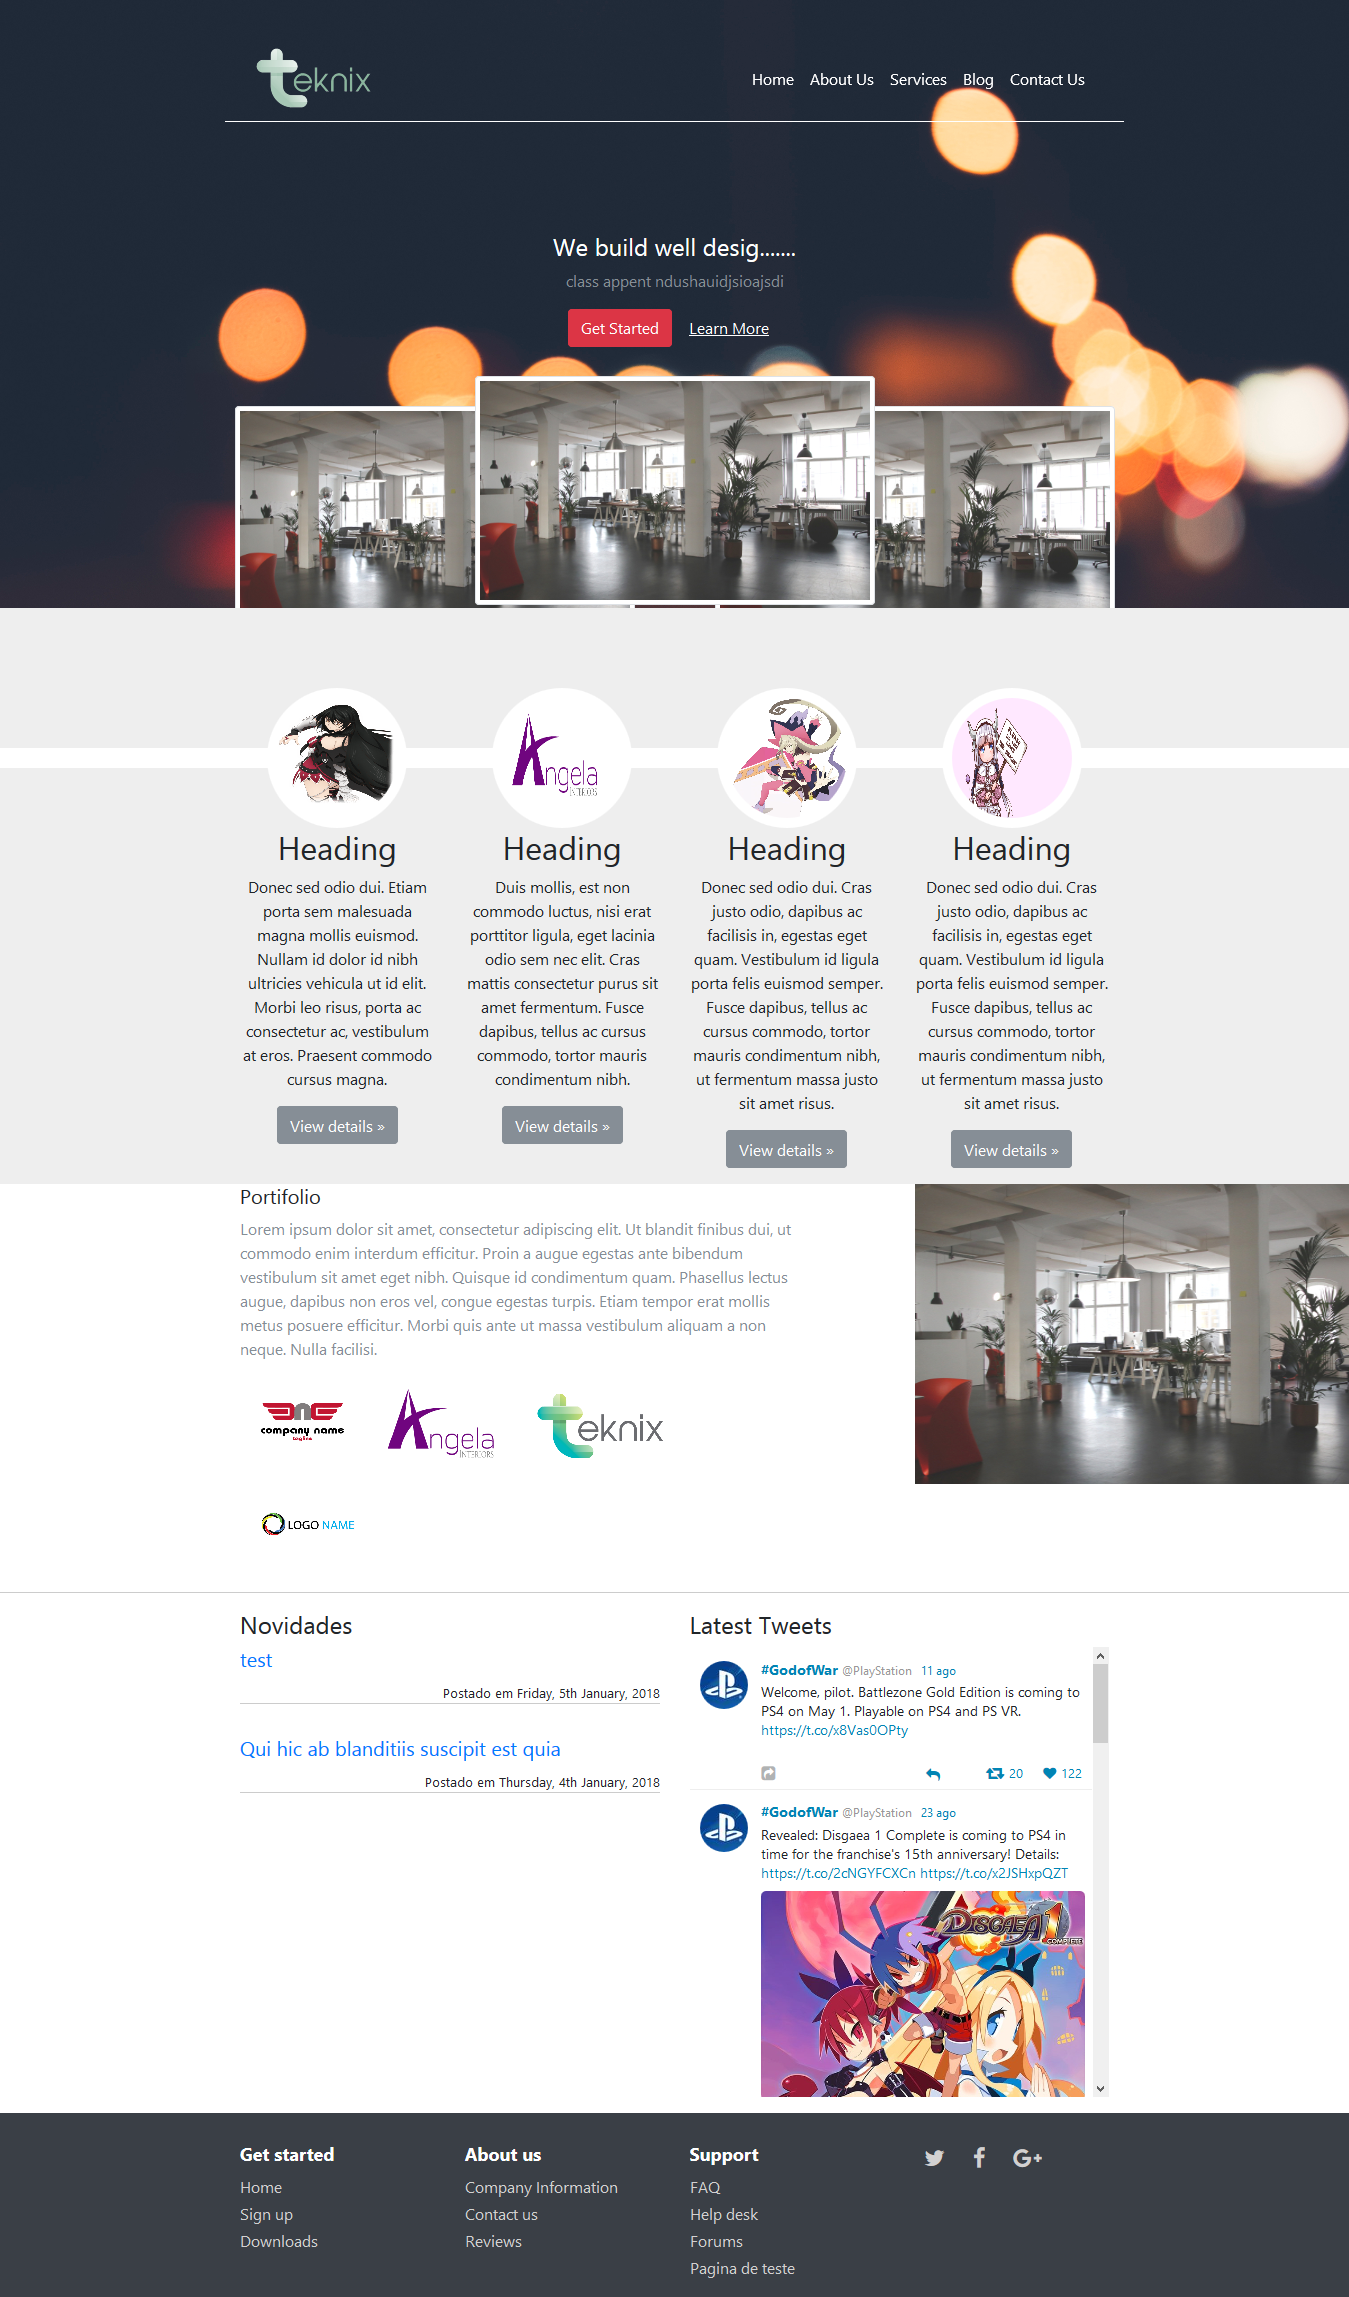 teknix
Home About Us Services Blog Contact Us
We build well desig.......
class appent ndushauidjsioajsdi
Get Started Learn More
Angela
INTERIORS
Heading
Donec sed odio dui. Etiam
porta sem malesuada
magna mollis euismod.
Nullam id dolor id nibh
ultricies vehicula ut id elit.
Morbi leo risus, porta ac
consectetur ac, vestibulum
at eros. Praesent commodo
cursus magna.
View details »
Heading
Duis mollis, est non
commodo luctus, nisi erat
porttitor ligula, eget lacinia
odio sem nec elit. Cras
mattis consectetur purus sit
amet fermentum. Fusce
dapibus, tellus ac cursus
commodo, tortor mauris
condimentum nibh.
View details »
Heading
Donec sed odio dui. Cras
justo odio, dapibus ac
facilisis in, egestas eget
quam. Vestibulum id ligula
porta felis euismod semper.
Fusce dapibus, tellus ac
cursus commodo, tortor
mauris condimentum nibh,
ut fermentum massa justo
sit amet risus.
View details »
Heading
Donec sed odio dui. Cras
justo odio, dapibus ac
facilisis in, egestas eget
quam. Vestibulum id ligula
porta felis euismod semper.
Fusce dapibus, tellus ac
cursus commodo, tortor
mauris condimentum nibh,
ut fermentum massa justo
sit amet risus.
View details »
Portifolio
Lorem ipsum dolor sit amet, consectetur adipiscing elit. Ut blandit finibus dui, ut
commodo enim interdum efficitur. Proin a augue egestas ante bibendum
vestibulum sit amet eget nibh. Quisque id condimentum quam. Phasellus lectus
augue, dapibus non eros vel, congue egestas turpis. Etiam tempor erat mollis
metus posuere efficitur. Morbi quis ante ut massa vestibulum aliquam a non
neque. Nulla facilisi.
company name
tagline
Angela
INTERIORS
teknix
LOGO NAME
Novidades
test
Postado em Friday, 5th January, 2018
Qui hic ab blanditiis suscipit est quia
Postado em Thursday, 4th January, 2018
Latest Tweets
#GodofWar @PlayStation 11 ago
Welcome, pilot. Battlezone Gold Edition is coming to
PS4 on May 1. Playable on PS4 and PS VR.
https://t.co/x8Vas0OPty
20 122
#GodofWar @PlayStation 23 ago
Revealed: Disgaea 1 Complete is coming to PS4 in
time for the franchise's 15th anniversary! Details:
https://t.co/2cNGYFCXCn https://t.co/x2JSHxpQZT
DISGAEA 1
COMPLETE
Get started
Home
Sign up
Downloads
About us
Company Information
Contact us
Reviews
Support
FAQ
Help desk
Forums
Pagina de teste